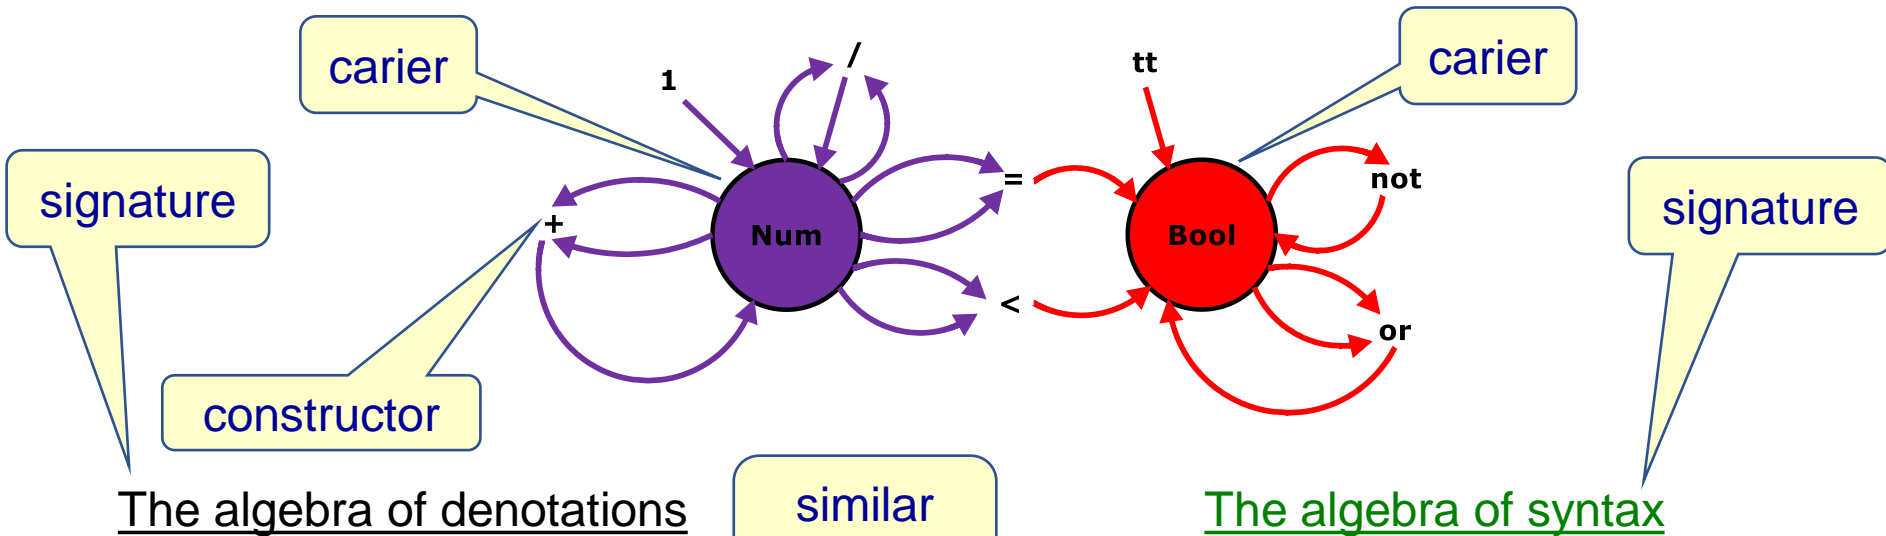 carier
1
/
tt
carier
signature
+
Num
=
Bool
not
signature
<
or
constructor
similar
The algebra of denotations
The algebra of syntax